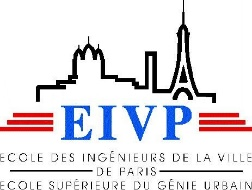 EIVP
ECOLE DES INGÉNIEURS DE LA VILLE
DE PARIS
ECOLE SUPÉRIEURE DU GÉNIE URBAIN